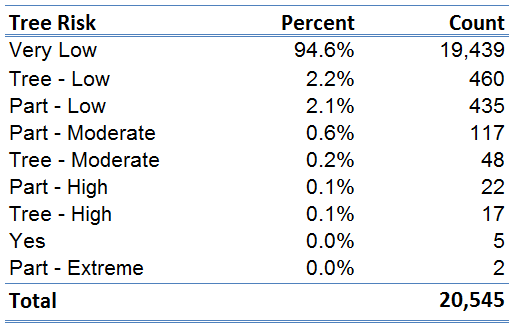 Tree Risk Percent Count
Very Low 94.6% 19,439
Tree - Low 2.2% 460
Part - Low 2.1% 435
Part - Moderate 0.6% 117
Tree - Moderate 0.2% 48
Part - High 0.1% 22
Tree - High 0.1% 17
Yes 0.0% 5
Part - Extreme 0.0% 2
Total 20,545